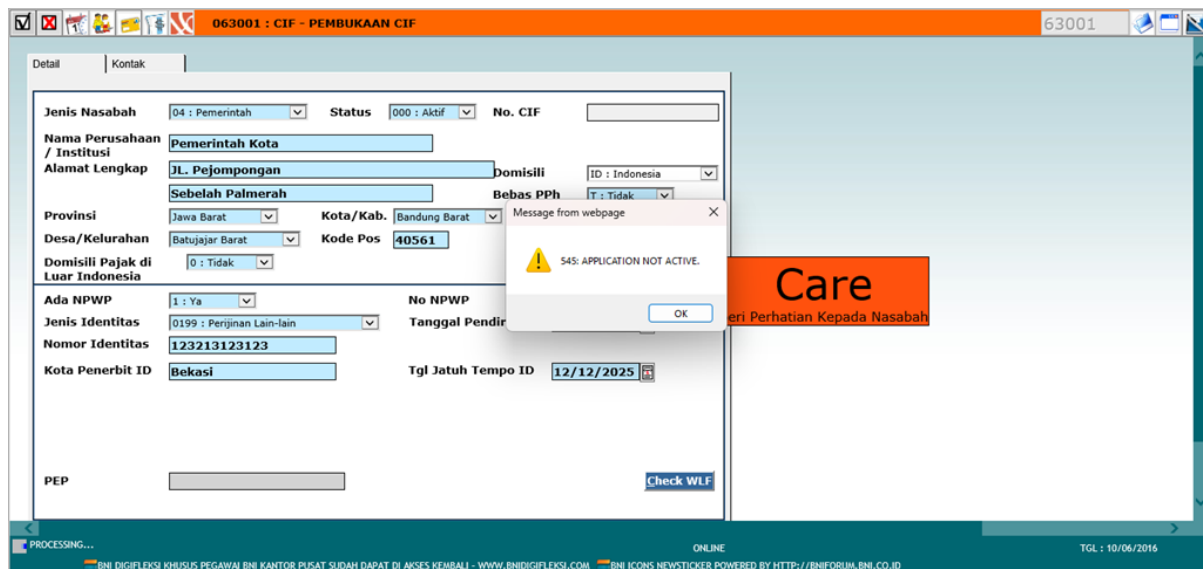 063001 : CIF - PEMBUKAAN CIF 63001
Detail Kontak
Jenis Nasabah 04 : Pemerintah Status 000 : Aktif No. CIF
Nama Perusahaan / Institusi Pemerintah Kota
Alamat Lengkap JL. Pejompongan Domisili ID : Indonesia
Sebelah Palmerah Bebas PPh T : Tidak
Provinsi Jawa Barat Kota/Kab. Bandung Barat
Desa/Kelurahan Batujajar Barat Kode Pos 40561
Domisili Pajak di Luar Indonesia 0 : Tidak
Message from webpage
545: APPLICATION NOT ACTIVE.
OK
Ada NPWP 1 : Ya No NPWP
Jenis Identitas 0199 : Perijinan Lain-lain Tanggal Pendir
Nomor Identitas 123213123123
Kota Penerbit ID Bekasi Tgl Jatuh Tempo ID 12/12/2025
PEP Check WLF
Care
eri Perhatian Kepada Nasabah
PROCESSING... ONLINE TGL : 10/06/2016
BNI DIGIFLEKSI KHUSUS PEGAWAI BNI KANTOR PUSAT SUDAH DAPAT DI AKSES KEMBALI - WWW.BNIDIGIFLEKSI.COM BNI ICONS NEWSTICKER POWERED BY HTTP://BNIFORUM.BNI.CO.ID